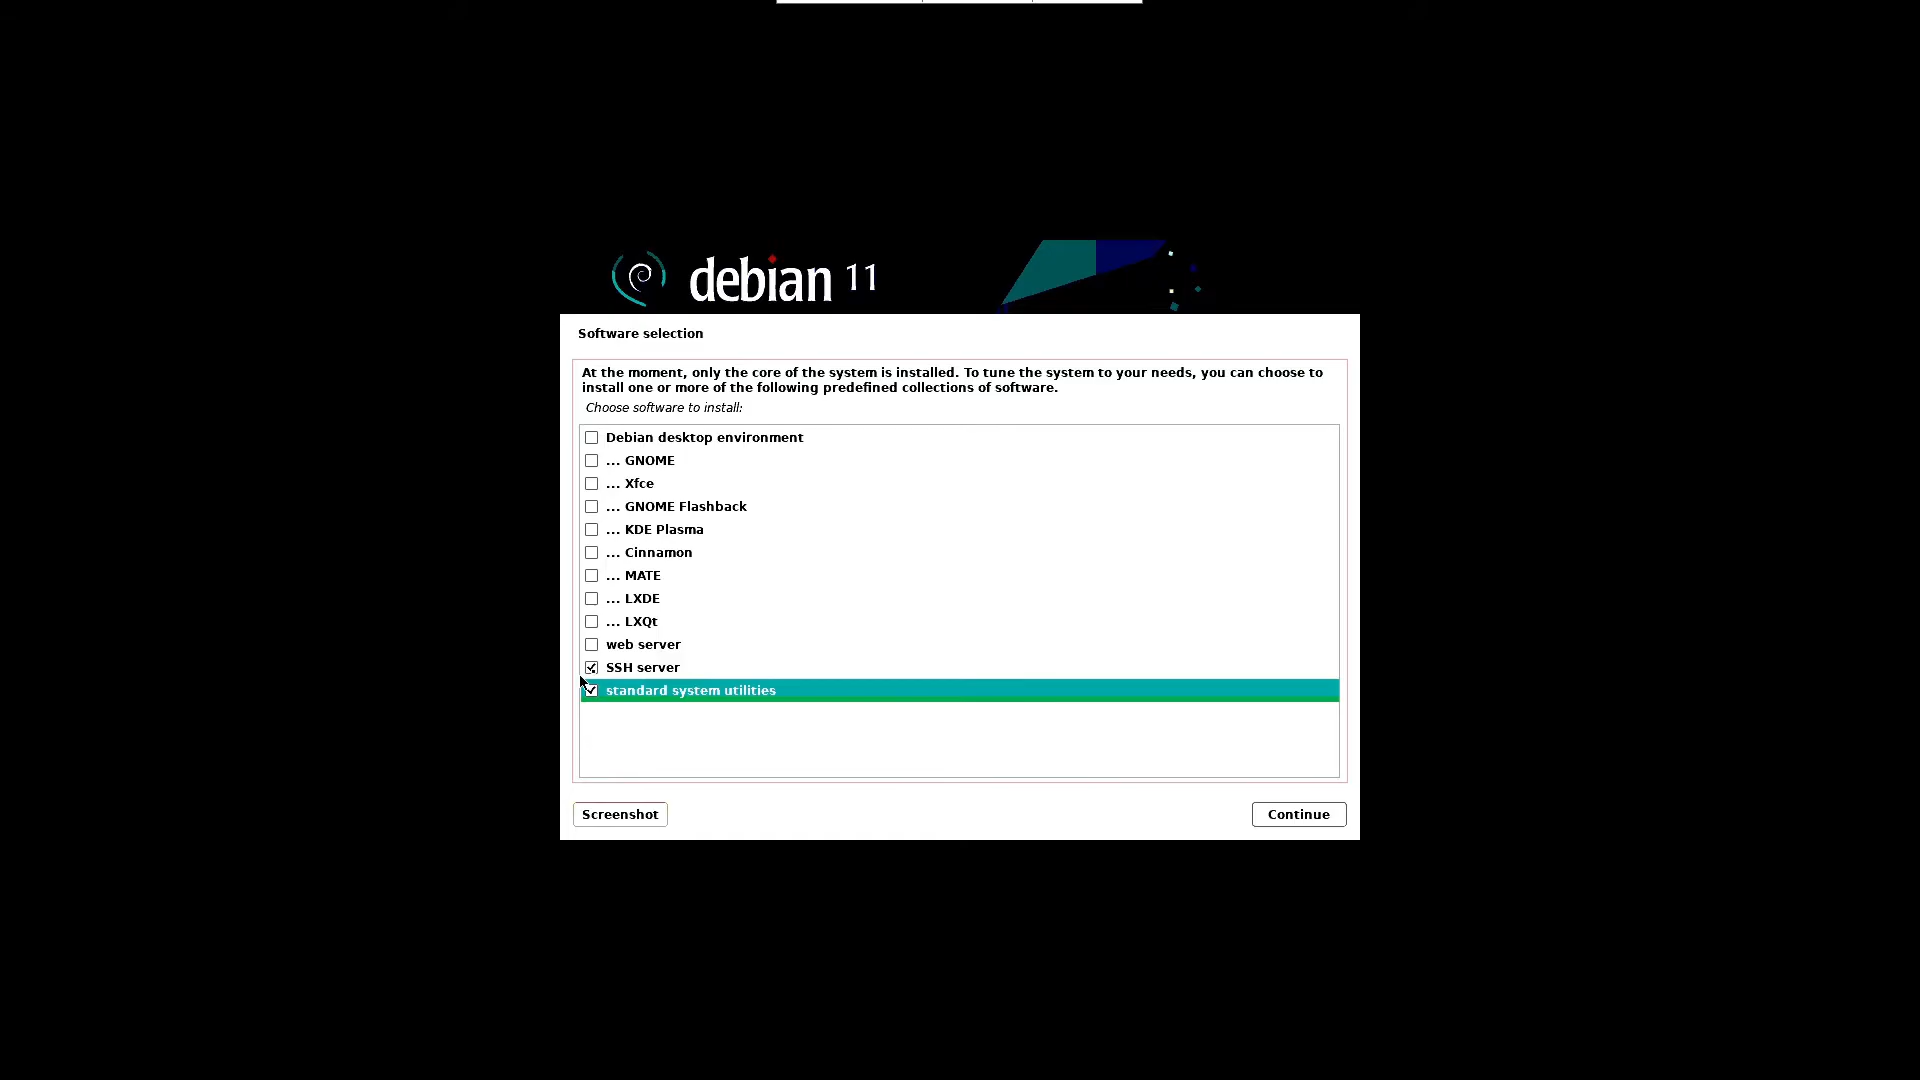 debian 11
Software selection
At the moment, only the core of the system is installed. To tune the system to your needs, you can choose to
install one or more of the following predefined collections of software.
Choose software to install:
Debian desktop environment
... GNOME
... Xfce
... GNOME Flashback
... KDE Plasma
... Cinnamon
... MATE
... LXDE
... LXQt
web server
SSH server
standard system utilities
Screenshot
Continue